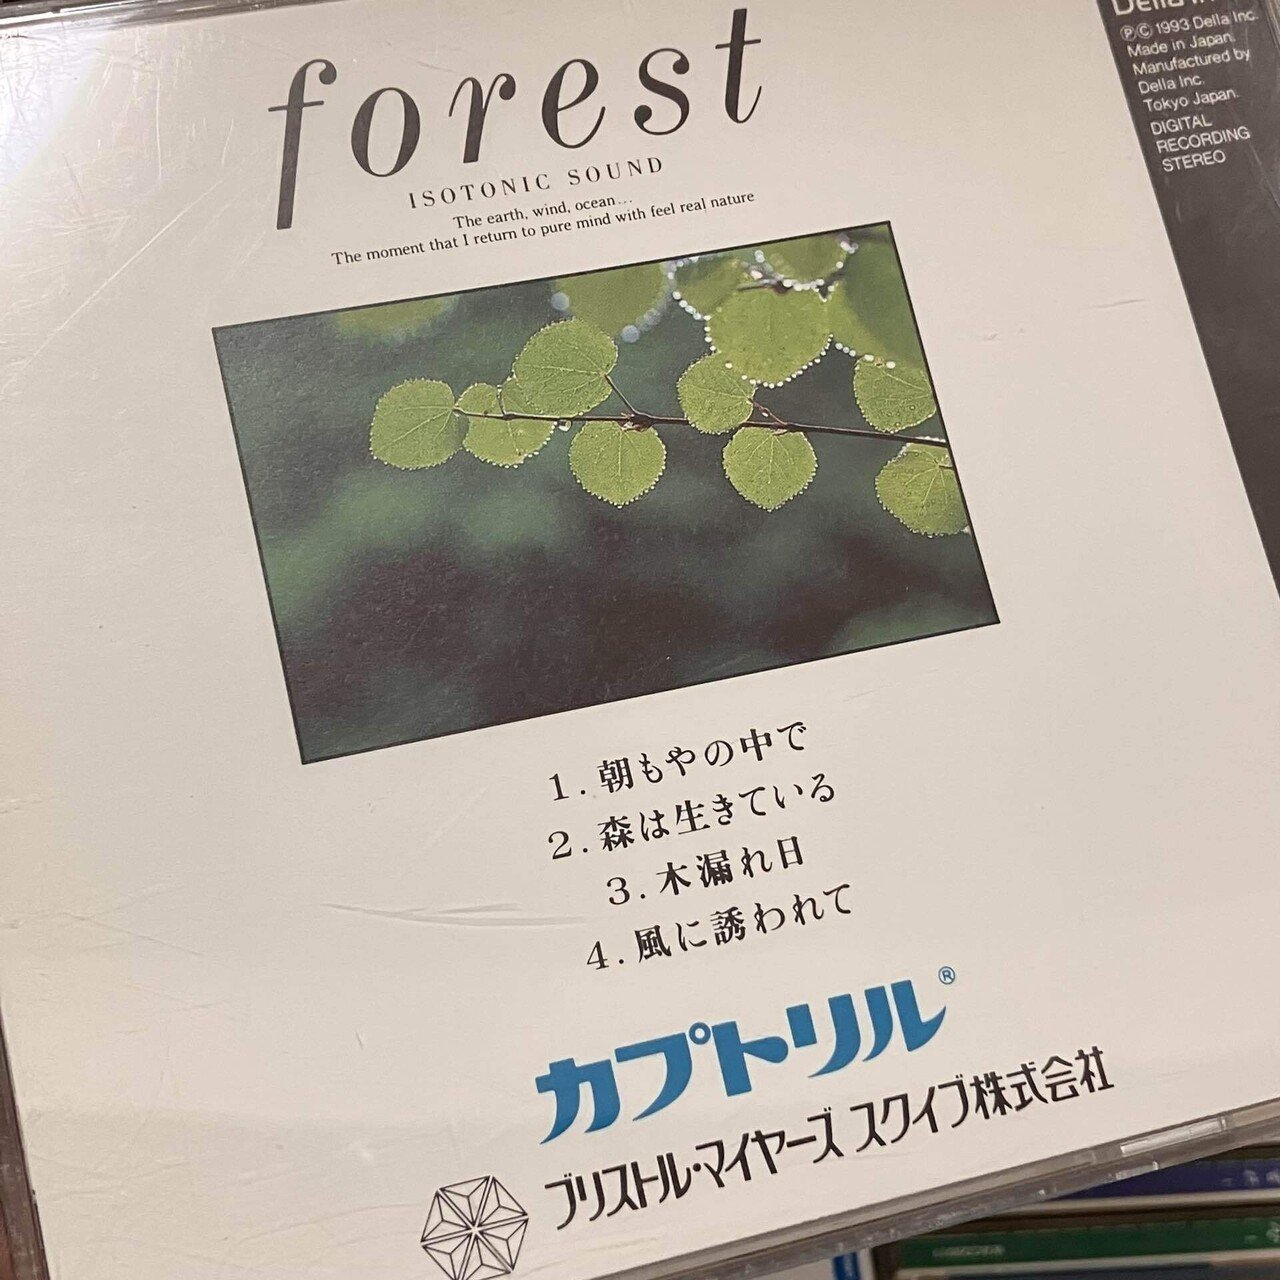 forest
ISOTONIC SOUND
The earth, wind, ocean…
The moment that I return to pure mind with feel real nature
1. 朝もやの中で
2. 森は生きている
3. 木漏れ日
4. 風に誘われて
カプトリル®
ブリストル・マイヤーズ スクイブ株式会社
Della Inc.
℗© 1993 Della Inc.
Made in Japan.
Manufactured by
Della Inc.
Tokyo Japan.
DIGITAL
RECORDING
STEREO